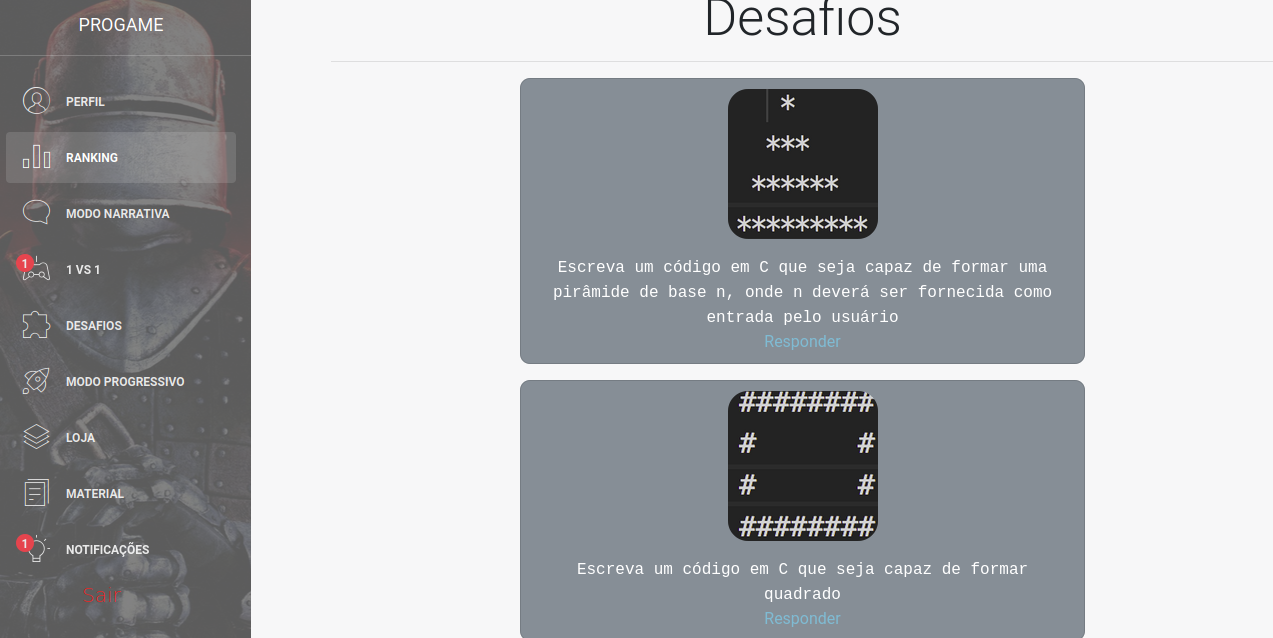 PROGAME
PERFIL
RANKING
MODO NARRATIVA
1
1 VS 1
DESAFIOS
MODO PROGRESSIVO
LOJA
MATERIAL
1
NOTIFICAÇÕES
Sair
Desafios
*
***
******
*********
Escreva um código em C que seja capaz de formar uma
pirâmide de base n, onde n deverá ser fornecida como
entrada pelo usuário
Responder
########
# #
# #
########
Escreva um código em C que seja capaz de formar
quadrado
Responder